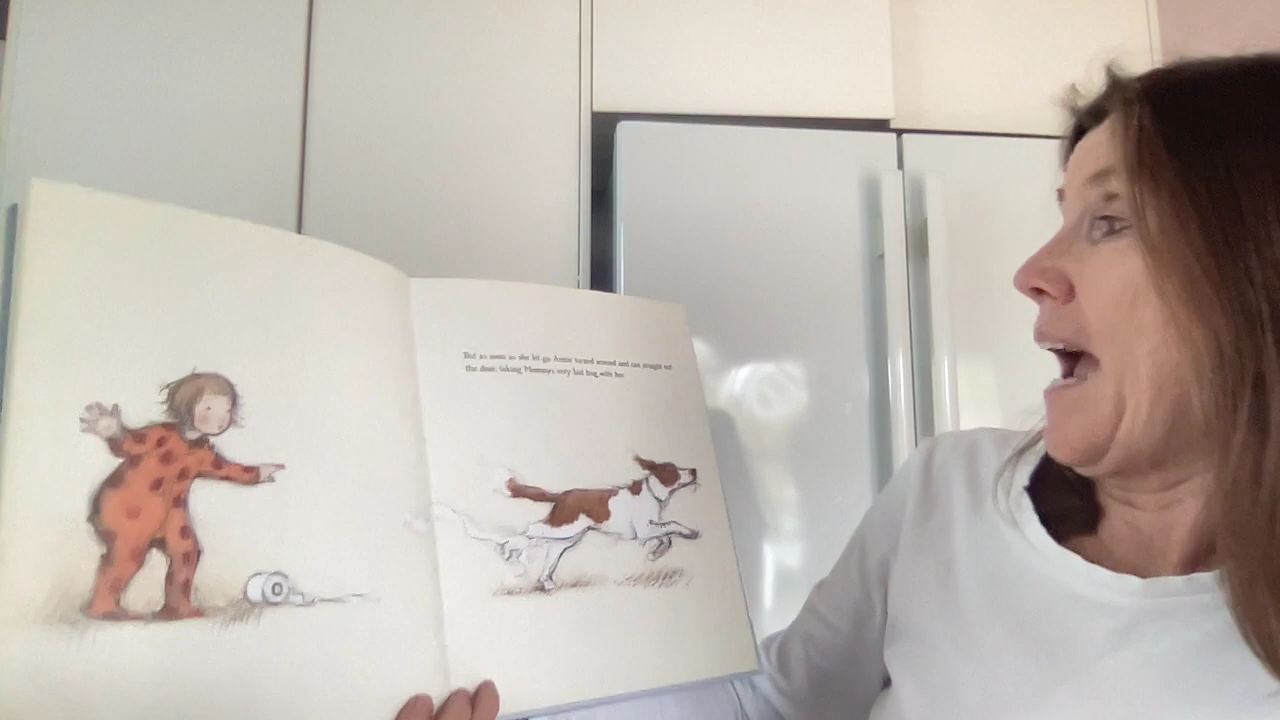 But as soon as she let go Annie turned around and ran straight out
the door, taking Mommy's very last hug with her.